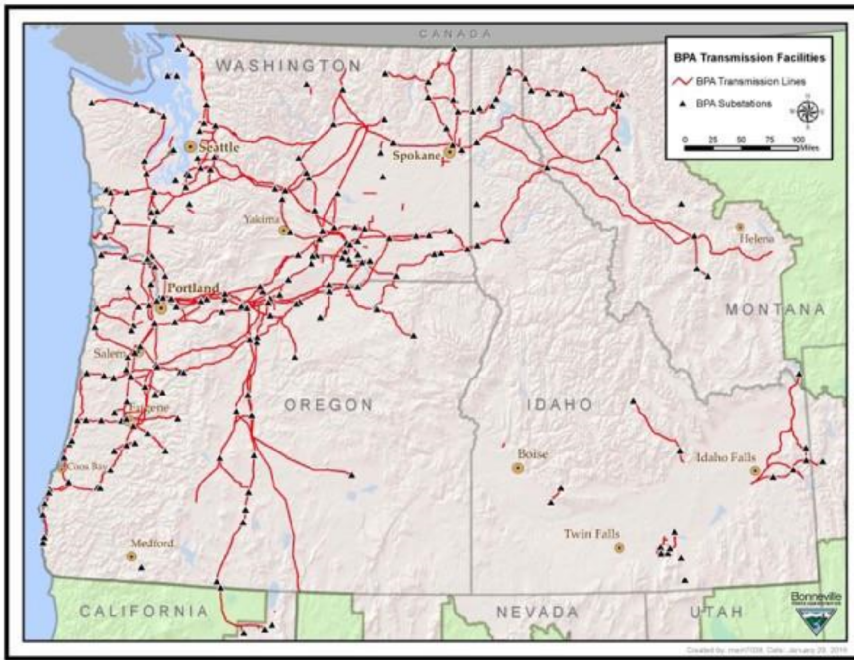 CANADA
WASHINGTON
BPA Transmission Facilities
BPA Transmission Lines
BPA Substations
N
W E
S
0 25 50 75 100
Miles
Seattle
Spokane
Yakima
Helena
Portland
MONTANA
Salem
OREGON
IDAHO
Eugene
Coos Bay
Boise
Idaho Falls
Medford
Twin Falls
CALIFORNIA
NEVADA
UTAH
Bonneville